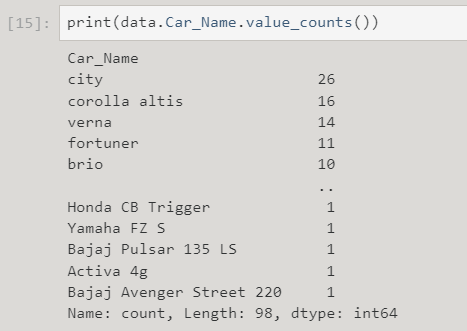 [15]: print(data.Car_Name.value_counts())
Car_Name
city 26
corolla altis 16
verna 14
fortuner 11
brio 10
..
Honda CB Trigger 1
Yamaha FZ S 1
Bajaj Pulsar 135 LS 1
Activa 4g 1
Bajaj Avenger Street 220 1
Name: count, Length: 98, dtype: int64